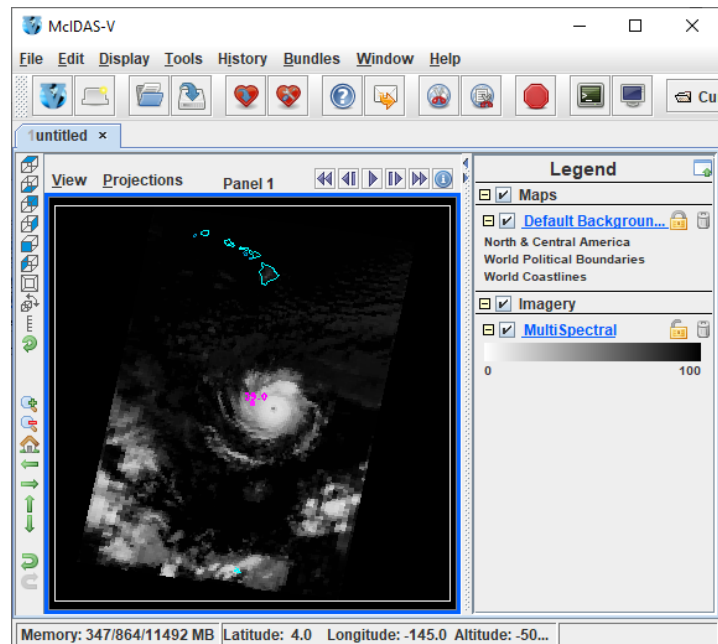 McIDAS-V
File Edit Display Tools History Bundles Window Help
Cu
1untitled ×
View Projections Panel 1
Legend
Maps
Default Backgroun...
North & Central America
World Political Boundaries
World Coastlines
Imagery
MultiSpectral
0 100
Memory: 347/864/11492 MB Latitude: 4.0 Longitude: -145.0 Altitude: -50...